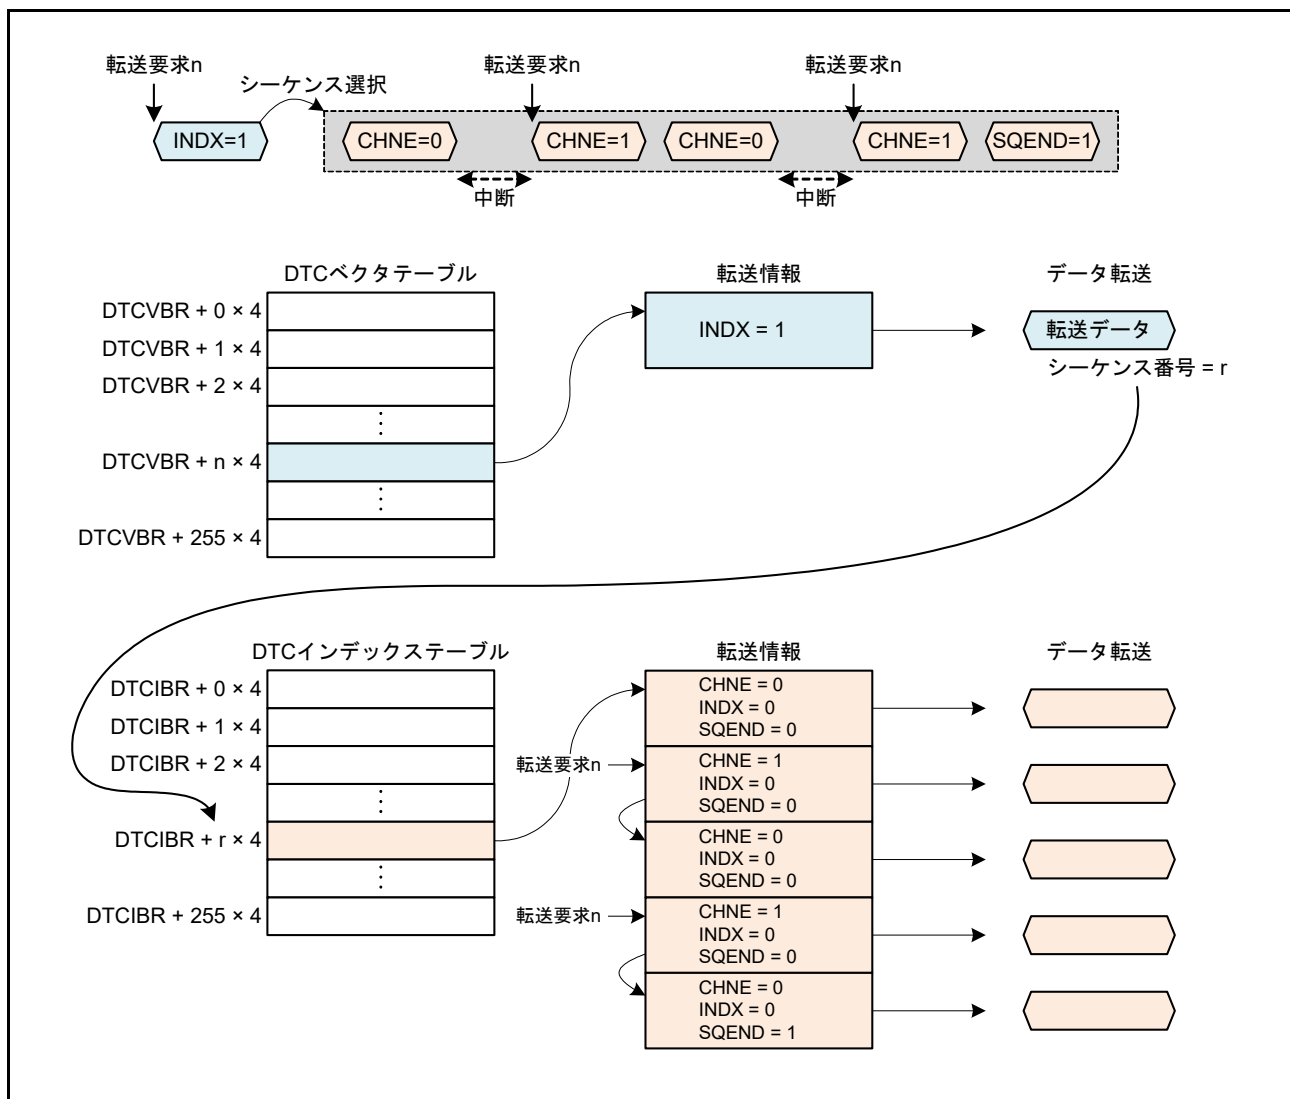 転送要求n
転送要求n
転送要求n
シーケンス選択
INDX=1
CHNE=0
CHNE=1
CHNE=0
CHNE=1
SQEND=1
中断
中断
DTCベクタテーブル
転送情報
データ転送
DTCVBR + 0 × 4
DTCVBR + 1 × 4
DTCVBR + 2 × 4
⋮
DTCVBR + n × 4
⋮
DTCVBR + 255 × 4
INDX = 1
転送データ
シーケンス番号 = r
DTCインデックステーブル
転送情報
データ転送
DTCIBR + 0 × 4
DTCIBR + 1 × 4
DTCIBR + 2 × 4
⋮
DTCIBR + r × 4
⋮
DTCIBR + 255 × 4
CHNE = 0
INDX = 0
SQEND = 0
転送要求n
CHNE = 1
INDX = 0
SQEND = 0
CHNE = 0
INDX = 0
SQEND = 0
転送要求n
CHNE = 1
INDX = 0
SQEND = 0
CHNE = 0
INDX = 0
SQEND = 1